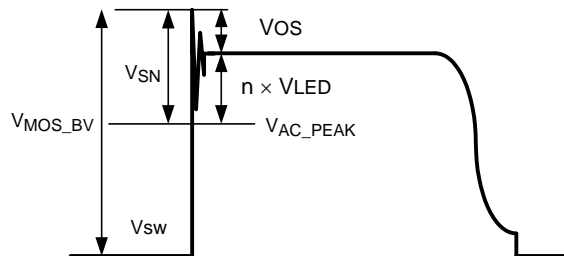 VOS
VSN
n × VLED
VMOS_BV
VAC_PEAK
Vsw